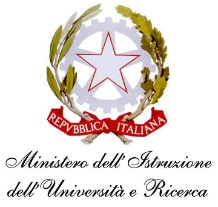 REPVBBLICA ITALIANA
Ministero dell'Istruzione
dell'Università e Ricerca